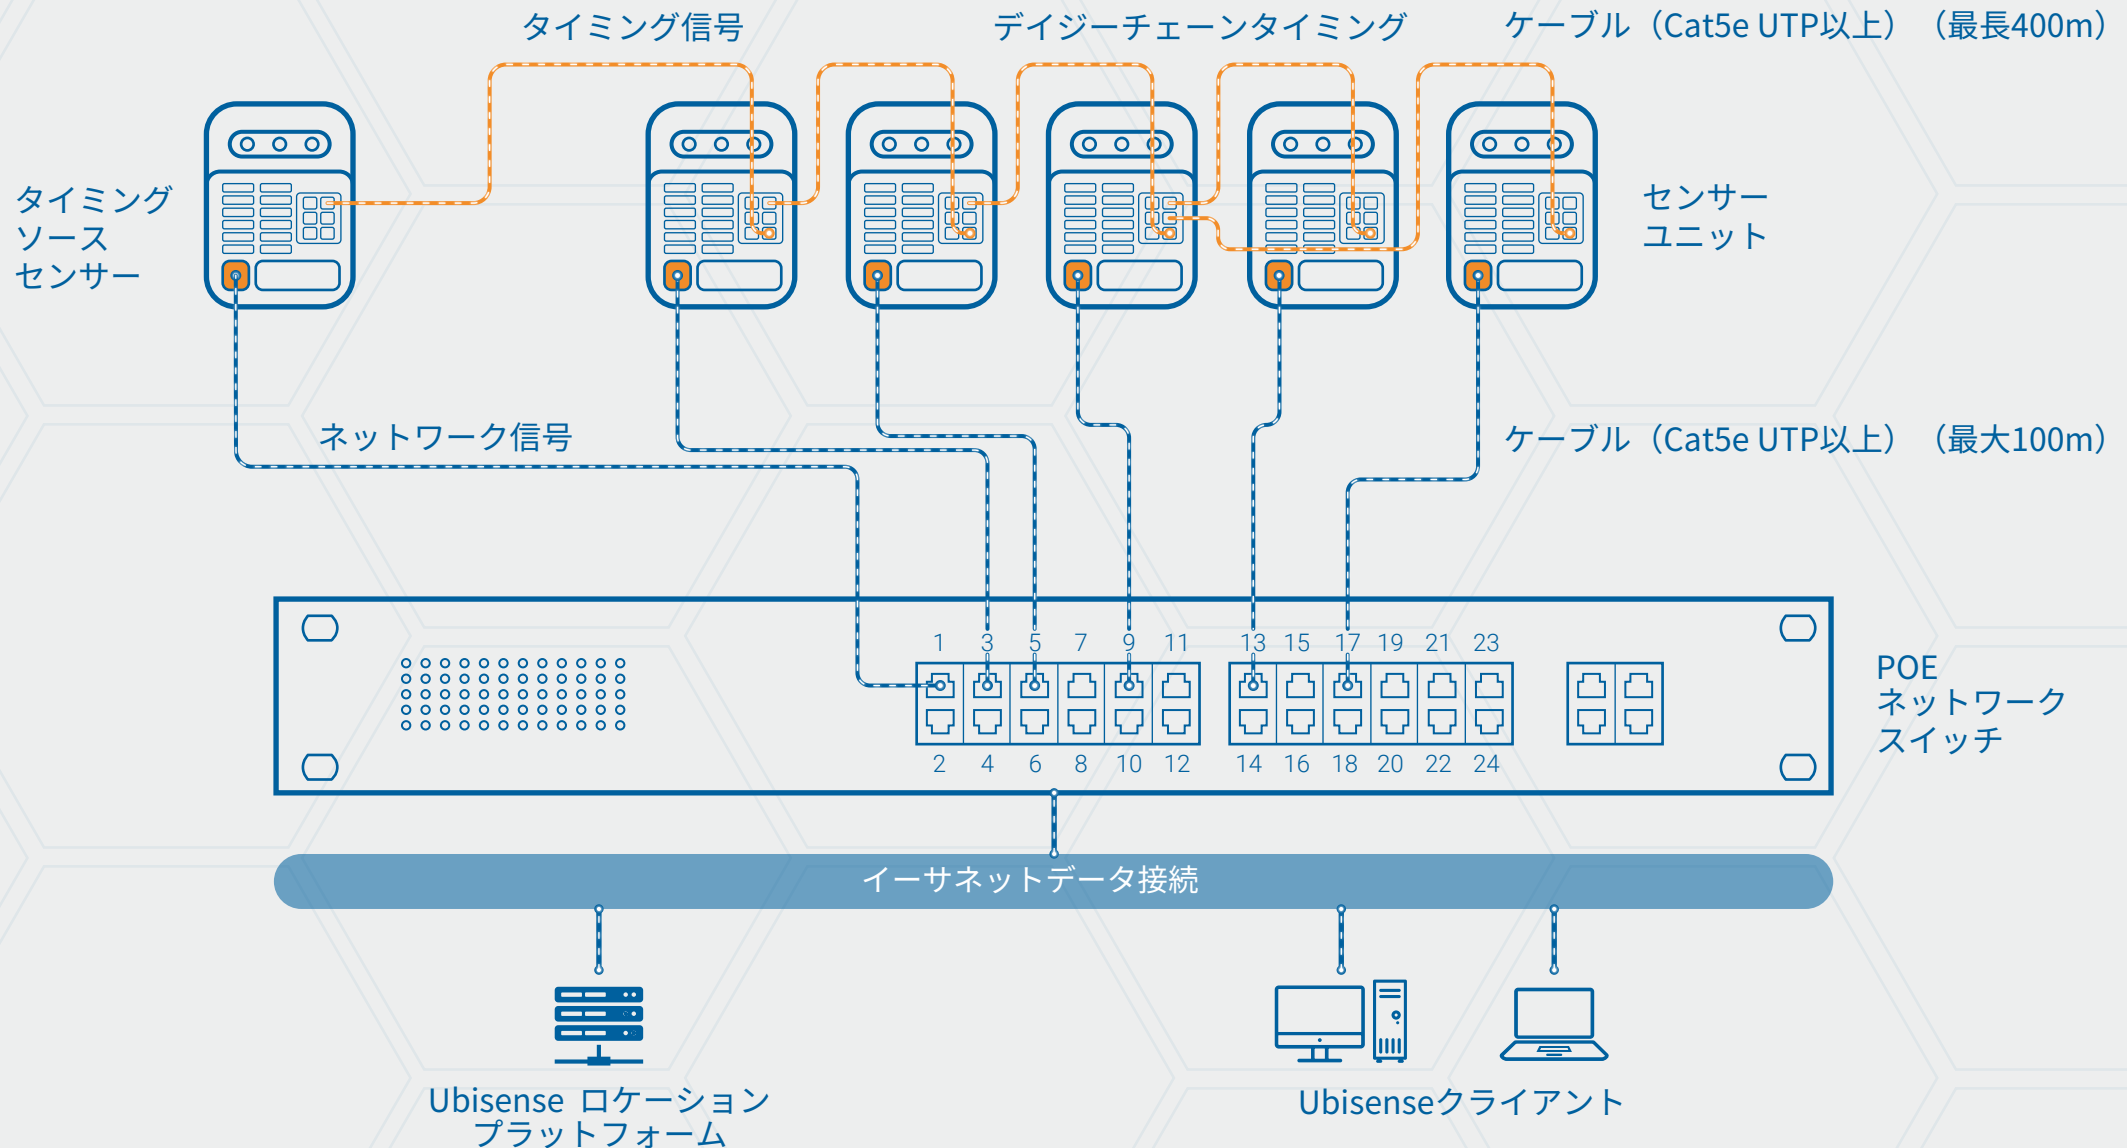 タイミング信号
デイジーチェーンタイミング
ケーブル（Cat5e UTP以上）（最長400m）
タイミング
ソース
センサー
センサー
ユニット
ネットワーク信号
ケーブル（Cat5e UTP以上）（最大100m）
1 3 5 7 9 11 13 15 17 19 21 23
2 4 6 8 10 12 14 16 18 20 22 24
POE
ネットワーク
スイッチ
イーサネットデータ接続
Ubisense ロケーション
プラットフォーム
Ubisenseクライアント